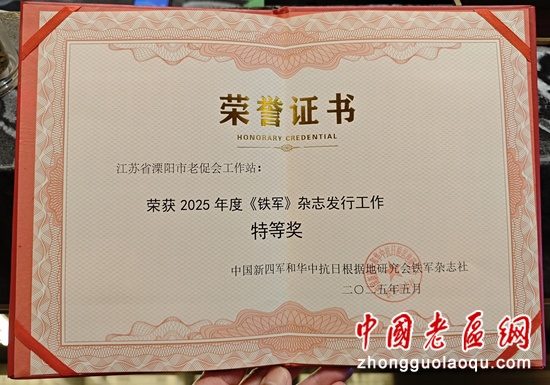 荣誉证书
HONORARY CREDENTIAL
江苏省溧阳市老促会工作站：
荣获 2025 年度《铁军》杂志发行工作
特等奖
中国新四军和华中抗日根据地研究会铁军杂志社
二〇二五年五月
中國老區網
zhongguolaoqu.com